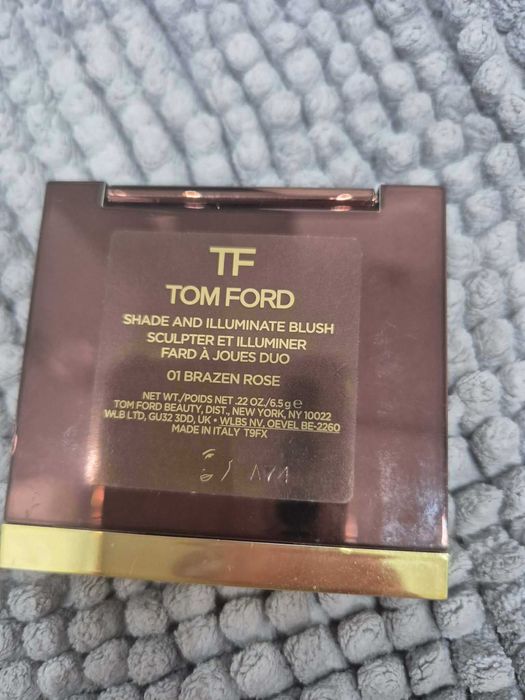 TF
TOM FORD
SHADE AND ILLUMINATE BLUSH
SCULPTER ET ILLUMINER
FARD À JOUES DUO
01 BRAZEN ROSE
NET WT./POIDS NET .22 OZ./6.5g ℮
TOM FORD BEAUTY, DIST., NEW YORK, NY 10022
WLB LTD, GU32 3DD, UK • WLBS NV, OEVEL BE-2260
MADE IN ITALY T9FX